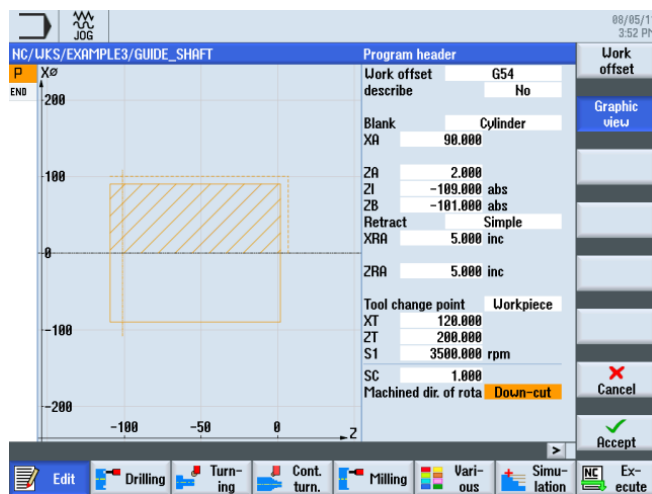 JOG
08/05/1
3:52 PM
NC/WKS/EXAMPLE3/GUIDE_SHAFT
Program header
Work offset
P
END
XØ
200
100
0
-100
-200
-100
-50
0
Z
Work offset G54
describe No
Blank Cylinder
XA 90.000
ZA 2.000
ZI -109.000 abs
ZB -101.000 abs
Retract Simple
XRA 5.000 inc
ZRA 5.000 inc
Tool change point Workpiece
XT 120.000
ZT 200.000
S1 3500.000 rpm
SC 1.000
Machined dir. of rota Down-cut
Graphic view
Cancel
Accept
>
Edit
Drilling
Turn-
ing
Cont.
turn.
Milling
Vari-
ous
Simu-
lation
NC
Ex-
ecute